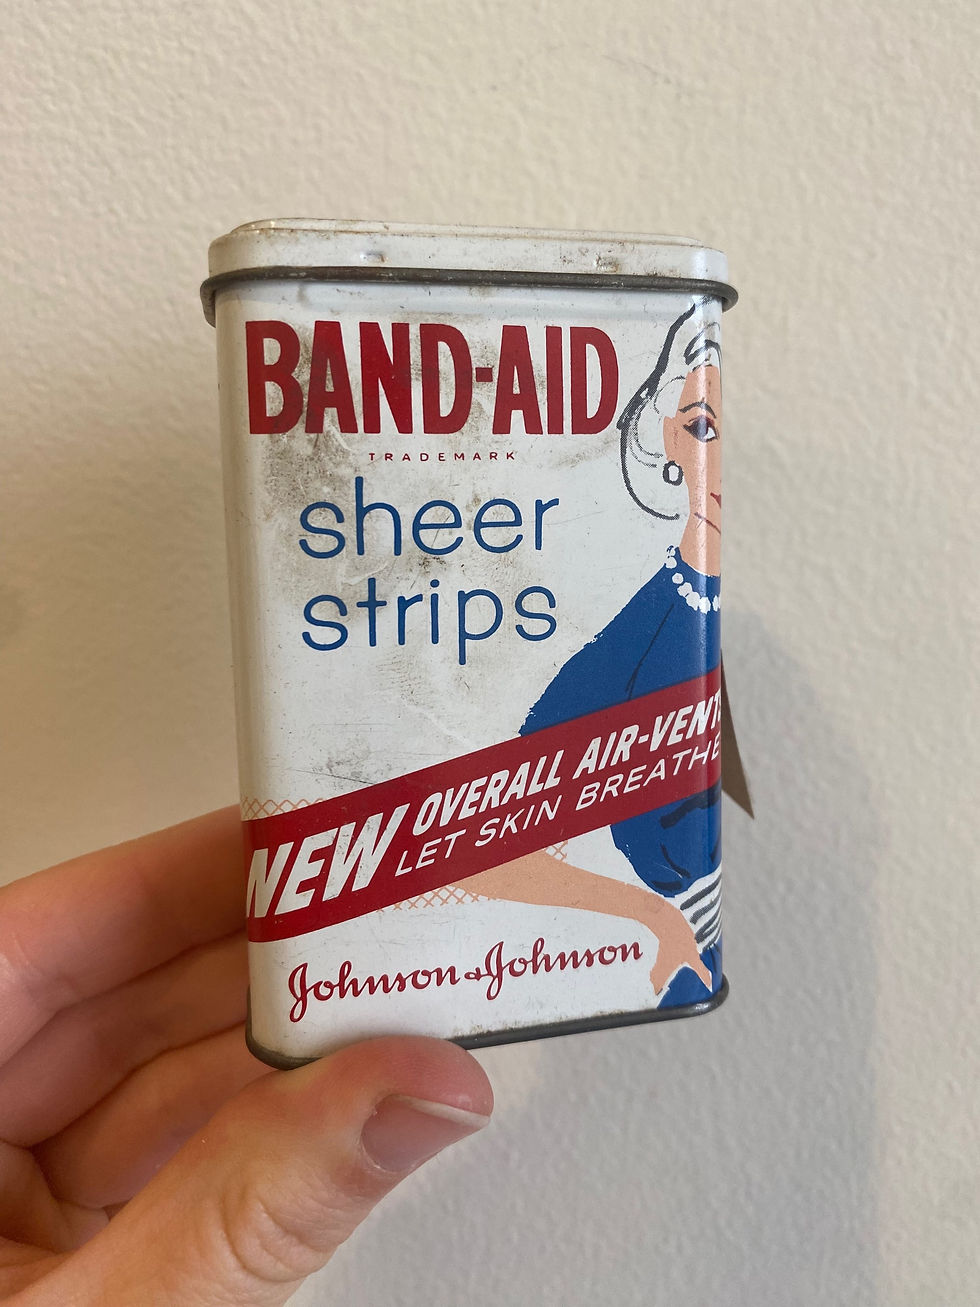 BAND-AID
TRADEMARK
sheer
strips
NEW OVERALL AIR-VENTS
LET SKIN BREATHE
Johnson & Johnson